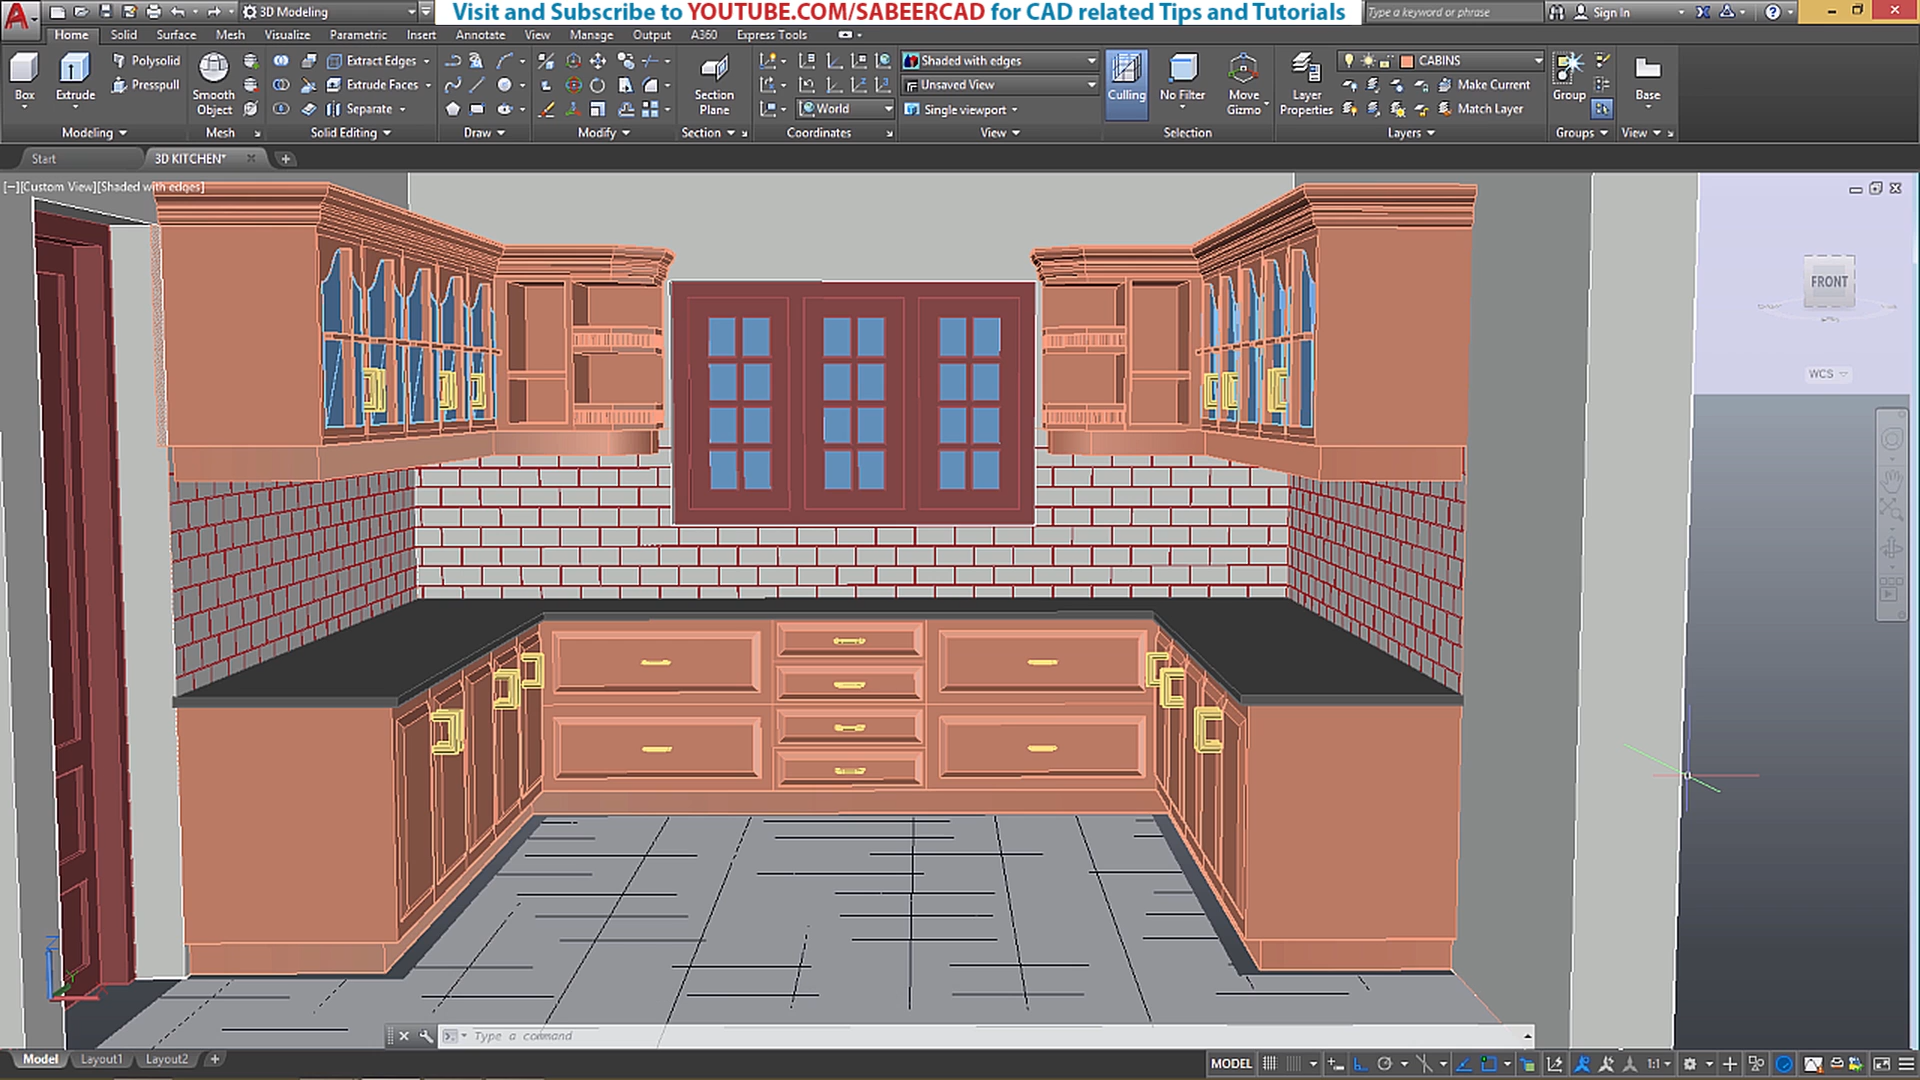 3D Modeling
Visit and Subscribe to YOUTUBE.COM/SABEERCAD for CAD related Tips and Tutorials
Type a keyword or phrase
Sign In
Home Solid Surface Mesh Visualize Parametric Insert Annotate View Manage Output A360 Express Tools
Polysolid
Presspull
Box
Extrude
Smooth
Object
Extract Edges
Extrude Faces
Separate
Section
Plane
World
Shaded with edges
Unsaved View
Single viewport
Culling
No Filter
Move
Gizmo
Layer
Properties
CABINS
Make Current
Match Layer
Group
Base
Modeling
Mesh
Solid Editing
Draw
Modify
Section
Coordinates
View
Selection
Layers
Groups
View
Start
3D KITCHEN*
[−][Custom View][Shaded with edges]
FRONT
WCS
Z
Type a command
Model
Layout1
Layout2
MODEL
1:1